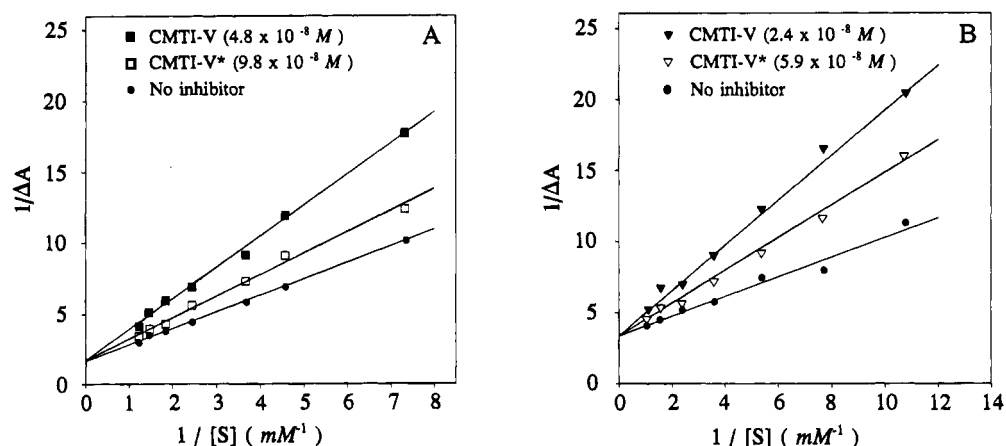 25
20
15
10
5
0
1/ΔA
■ CMTI-V (4.8 x 10 -8 M )
□ CMTI-V* (9.8 x 10 -8 M )
• No inhibitor
A
0 1 2 3 4 5 6 7 8
1 / [S] ( mM-1 )
25
20
15
10
5
0
1/ΔA
▼ CMTI-V (2.4 x 10 -8 M )
▽ CMTI-V* (5.9 x 10 -8 M )
● No inhibitor
B
0 2 4 6 8 10 12 14
1 / [S] ( mM-1 )